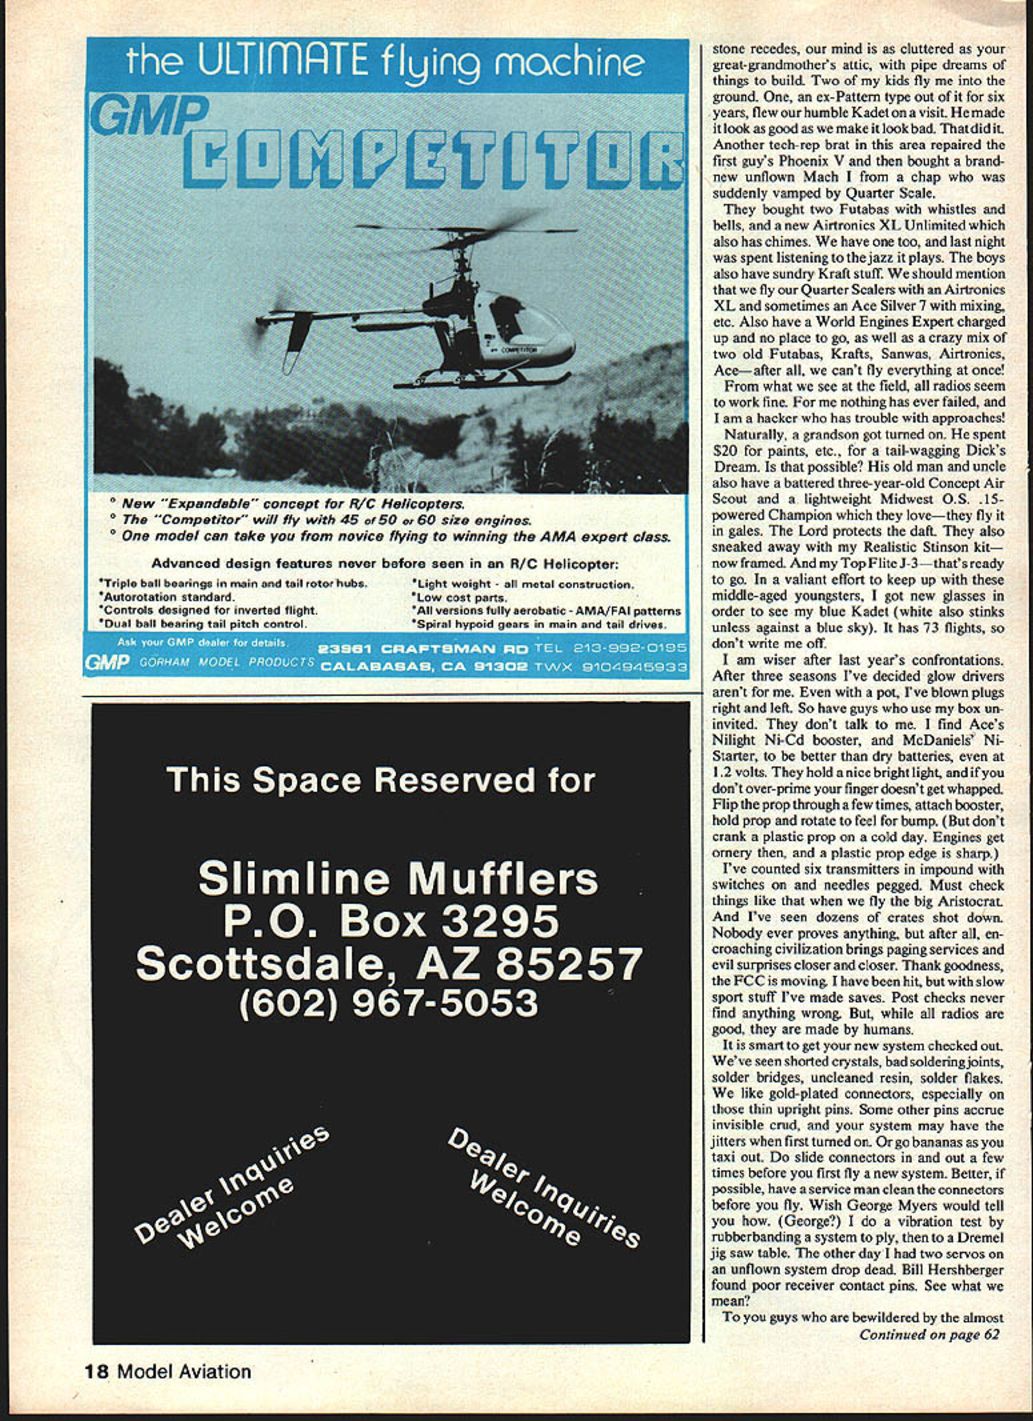 the ULTIMATE flying machine
GMP
COMPETITOR
COMPETITOR
° New "Expandable" concept for R/C Helicopters.
° The "Competitor" will fly with 45 or 50 or 60 size engines.
° One model can take you from novice flying to winning the AMA expert class.
Advanced design features never before seen in an R/C Helicopter:
*Triple ball bearings in main and tail rotor hubs.
*Autorotation standard.
*Controls designed for inverted flight.
*Dual ball bearing tail pitch control.
*Light weight - all metal construction.
*Low cost parts.
*All versions fully aerobatic - AMA/FAI patterns
*Spiral hypoid gears in main and tail drives.
Ask your GMP dealer for details.
GMP GORHAM MODEL PRODUCTS
23961 CRAFTSMAN RD TEL 213-992-0195
CALABASAS, CA 91302 TWX 9104945933
This Space Reserved for
Slimline Mufflers
P.O. Box 3295
Scottsdale, AZ 85257
(602) 967-5053
Dealer Inquiries
Welcome
Dealer Inquiries
Welcome
stone recedes, our mind is as cluttered as your
great-grandmother's attic, with pipe dreams of
things to build. Two of my kids fly me into the
ground. One, an ex-Pattern type out of it for six
years, flew our humble Kadet on a visit. He made
it look as good as we make it look bad. That did it.
Another tech-rep brat in this area repaired the
first guy's Phoenix V and then bought a brand-
new unflown Mach I from a chap who was
suddenly vamped by Quarter Scale.
They bought two Futabas with whistles and
bells, and a new Airtronics XL Unlimited which
also has chimes. We have one too, and last night
was spent listening to the jazz it plays. The boys
also have sundry Kraft stuff. We should mention
that we fly our Quarter Scalers with an Airtronics
XL and sometimes an Ace Silver 7 with mixing,
etc. Also have a World Engines Expert charged
up and no place to go, as well as a crazy mix of
two old Futabas, Krafts, Sanwas, Airtronics,
Ace—after all, we can't fly everything at once!
From what we see at the field, all radios seem
to work fine. For me nothing has ever failed, and
I am a hacker who has trouble with approaches!
Naturally, a grandson got turned on. He spent
$20 for paints, etc., for a tail-wagging Dick's
Dream. Is that possible? His old man and uncle
also have a battered three-year-old Concept Air
Scout and a lightweight Midwest O.S. .15-
powered Champion which they love—they fly it
in gales. The Lord protects the daft. They also
sneaked away with my Realistic Stinson kit—
now framed. And my Top Flite J-3—that's ready
to go. In a valiant effort to keep up with these
middle-aged youngsters, I got new glasses in
order to see my blue Kadet (white also stinks
unless against a blue sky). It has 73 flights, so
don't write me off.
I am wiser after last year's confrontations.
After three seasons I've decided glow drivers
aren't for me. Even with a pot, I've blown plugs
right and left. So have guys who use my box un-
invited. They don't talk to me. I find Ace's
Nilight Ni-Cd booster, and McDaniels' Ni-
Starter, to be better than dry batteries, even at
1.2 volts. They hold a nice bright light, and if you
don't over-prime your finger doesn't get whapped.
Flip the prop through a few times, attach booster,
hold prop and rotate to feel for bump. (But don't
crank a plastic prop on a cold day. Engines get
ornery then, and a plastic prop edge is sharp.)
I've counted six transmitters in impound with
switches on and needles pegged. Must check
things like that when we fly the big Aristocrat.
And I've seen dozens of crates shot down.
Nobody ever proves anything, but after all, en-
croaching civilization brings paging services and
evil surprises closer and closer. Thank goodness,
the FCC is moving. I have been hit, but with slow
sport stuff I've made saves. Post checks never
find anything wrong. But, while all radios are
good, they are made by humans.
It is smart to get your new system checked out.
We've seen shorted crystals, bad soldering joints,
solder bridges, uncleaned resin, solder flakes.
We like gold-plated connectors, especially on
those thin upright pins. Some other pins accrue
invisible crud, and your system may have the
jitters when first turned on. Or go bananas as you
taxi out. Do slide connectors in and out a few
times before you first fly a new system. Better, if
possible, have a service man clean the connectors
before you fly. Wish George Myers would tell
you how. (George?) I do a vibration test by
rubberbanding a system to ply, then to a Dremel
jig saw table. The other day I had two servos on
an unflown system drop dead. Bill Hershberger
found poor receiver contact pins. See what we
mean?
To you guys who are bewildered by the almost
Continued on page 62
18 Model Aviation